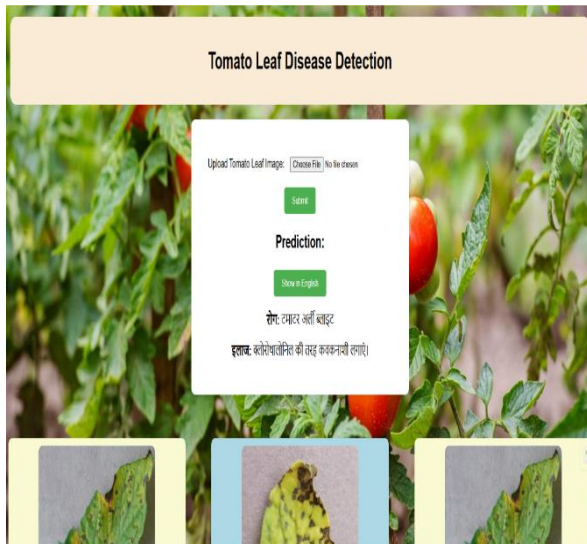 Tomato Leaf Disease Detection
Upload Tomato Leaf Image: Choose File No file chosen
Submit
Prediction:
Show in English
रोग: टमाटर अर्ली ब्लाइट
इलाज: क्लोरोथालोनिल की तरह कवकनाशी लगाएं।